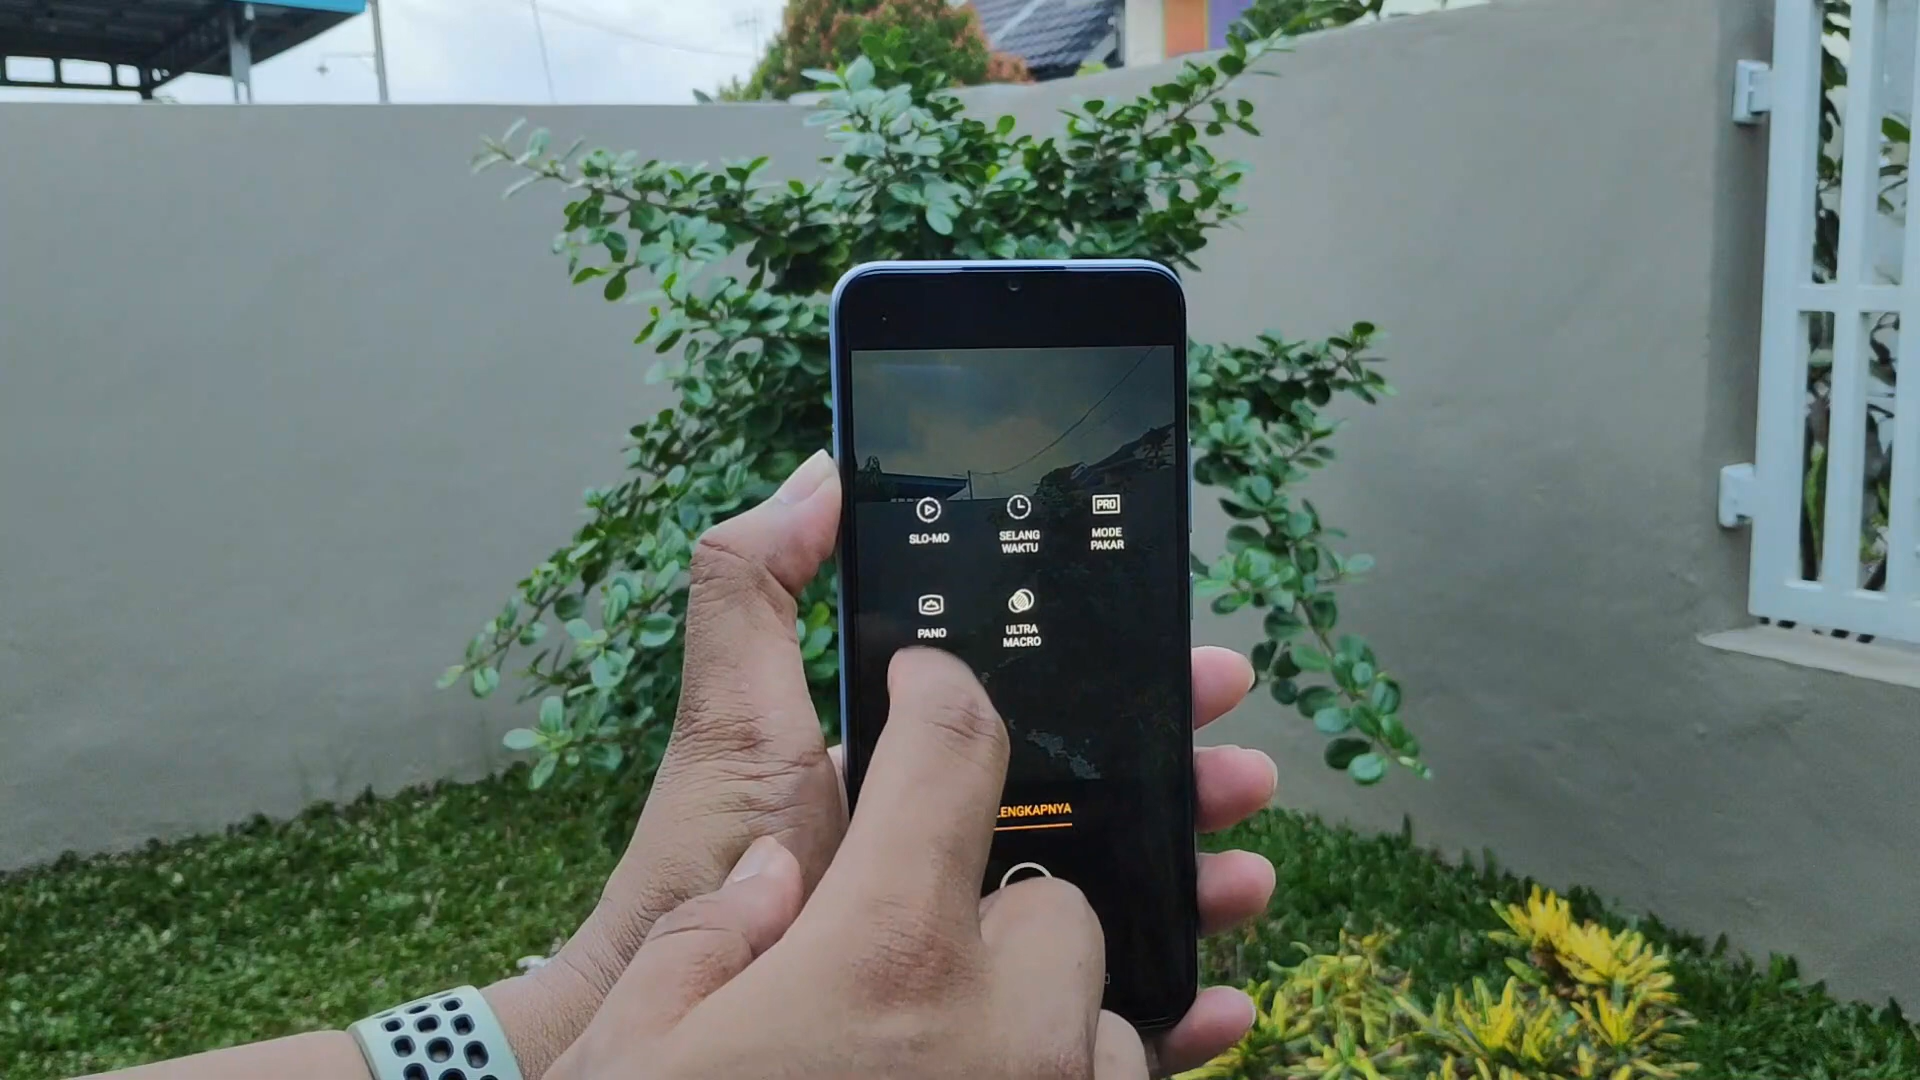 SLO-MO
SELANG
WAKTU
PRO
MODE
PAKAR
PANO
ULTRA
MACRO
LENGKAPNYA